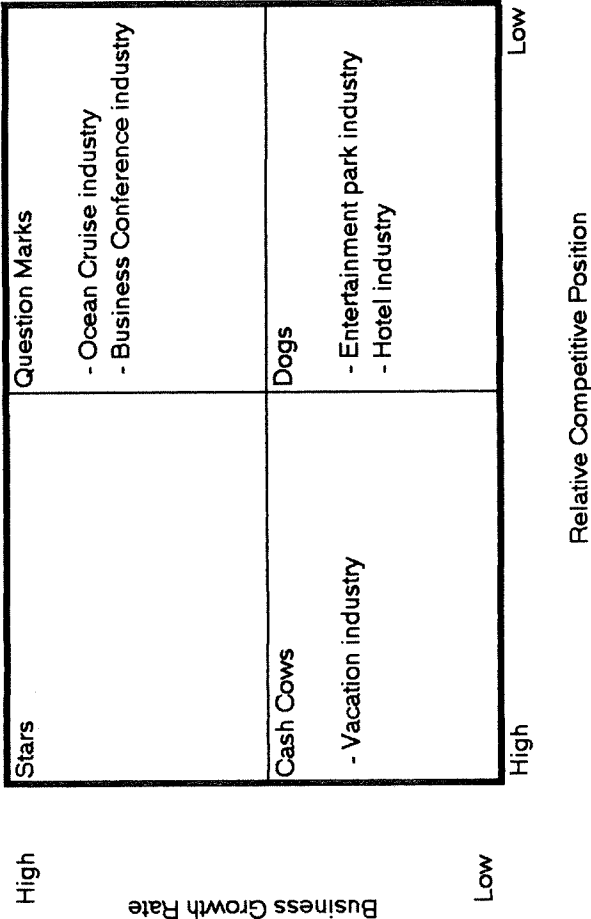 High
Stars
Question Marks
- Ocean Cruise industry
- Business Conference industry
Business Growth Rate
Cash Cows
- Vacation industry
Dogs
- Entertainment park industry
- Hotel industry
Low
High
Low
Relative Competitive Position